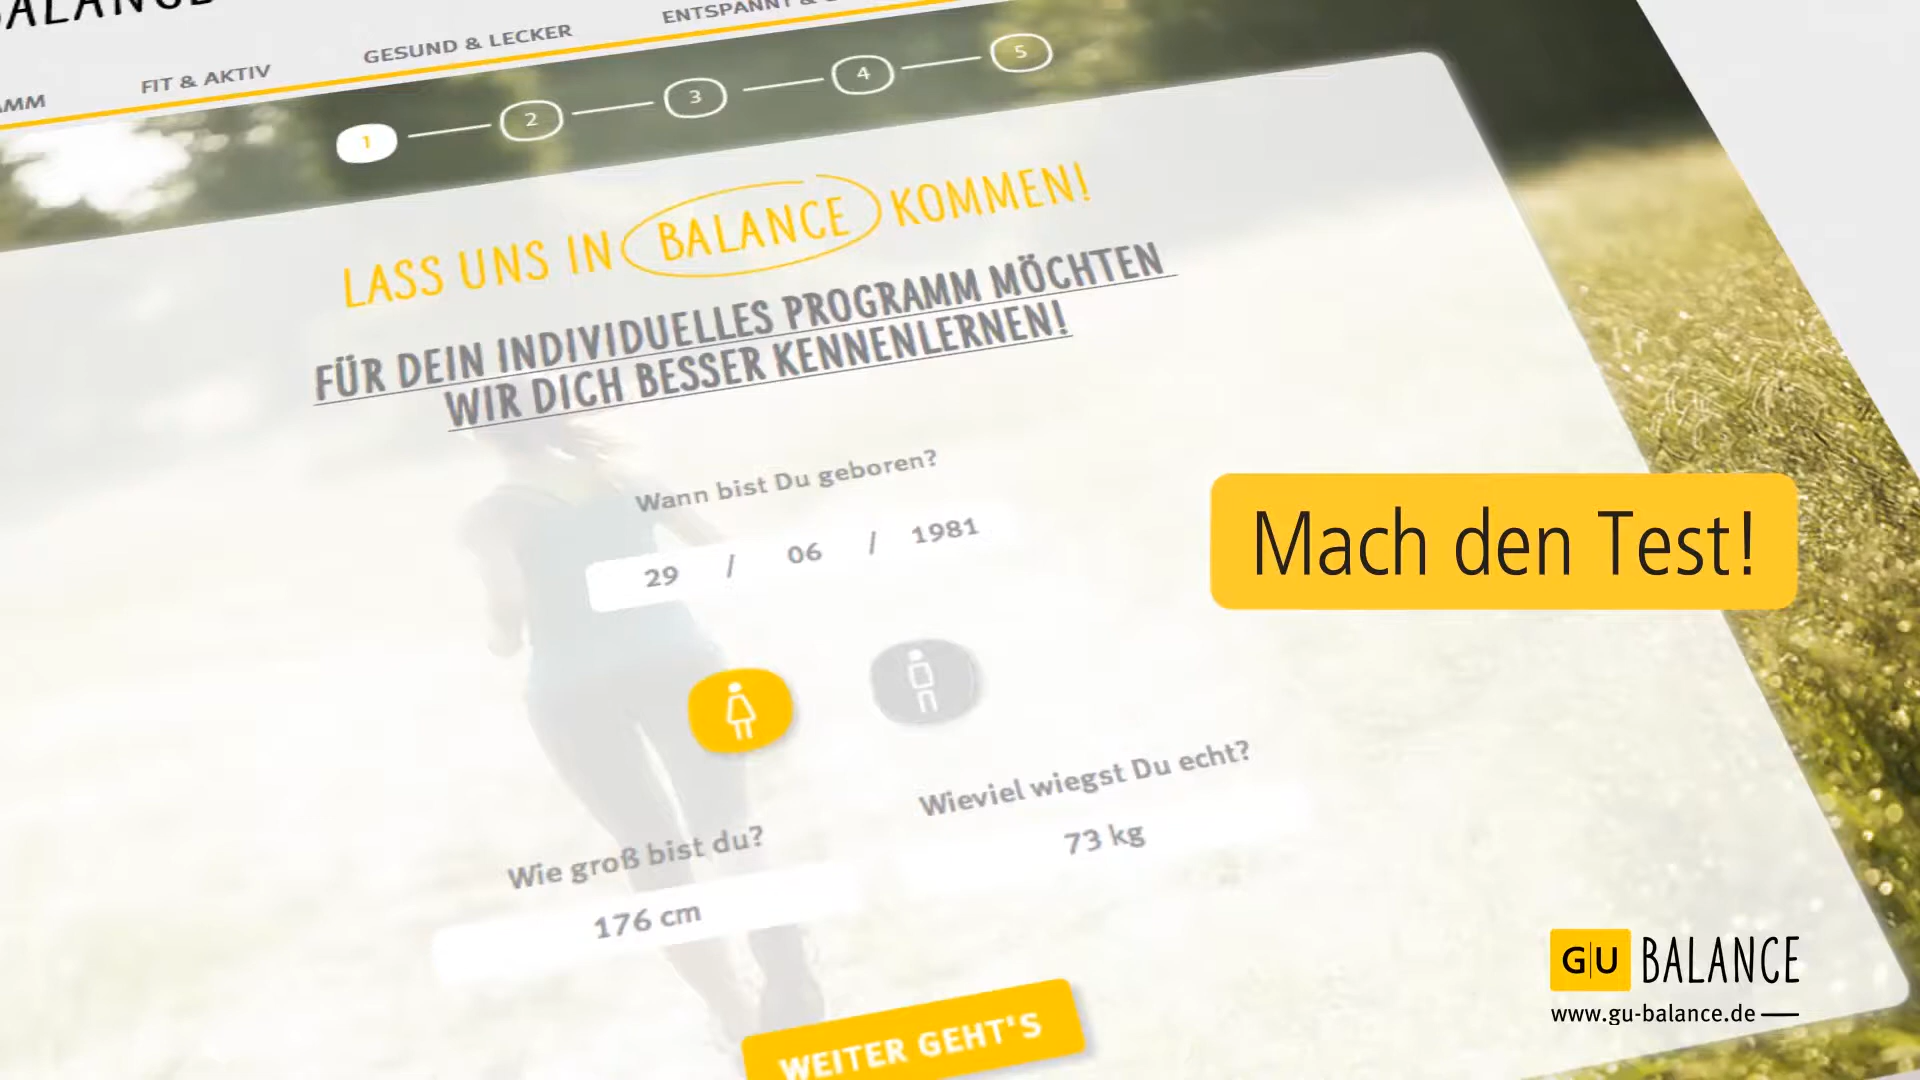 BALANCE
FIT & AKTIV
GESUND & LECKER
ENTSPANNT &
1
2
3
4
5
LASS UNS IN BALANCE KOMMEN!
FÜR DEIN INDIVIDUELLES PROGRAMM MÖCHTEN
WIR DICH BESSER KENNENLERNEN!
Wann bist Du geboren?
29 / 06 / 1981
Mach den Test!
Wieviel wiegst Du echt?
73 kg
Wie groß bist du?
176 cm
WEITER GEHT'S
G|U BALANCE
www.gu-balance.de